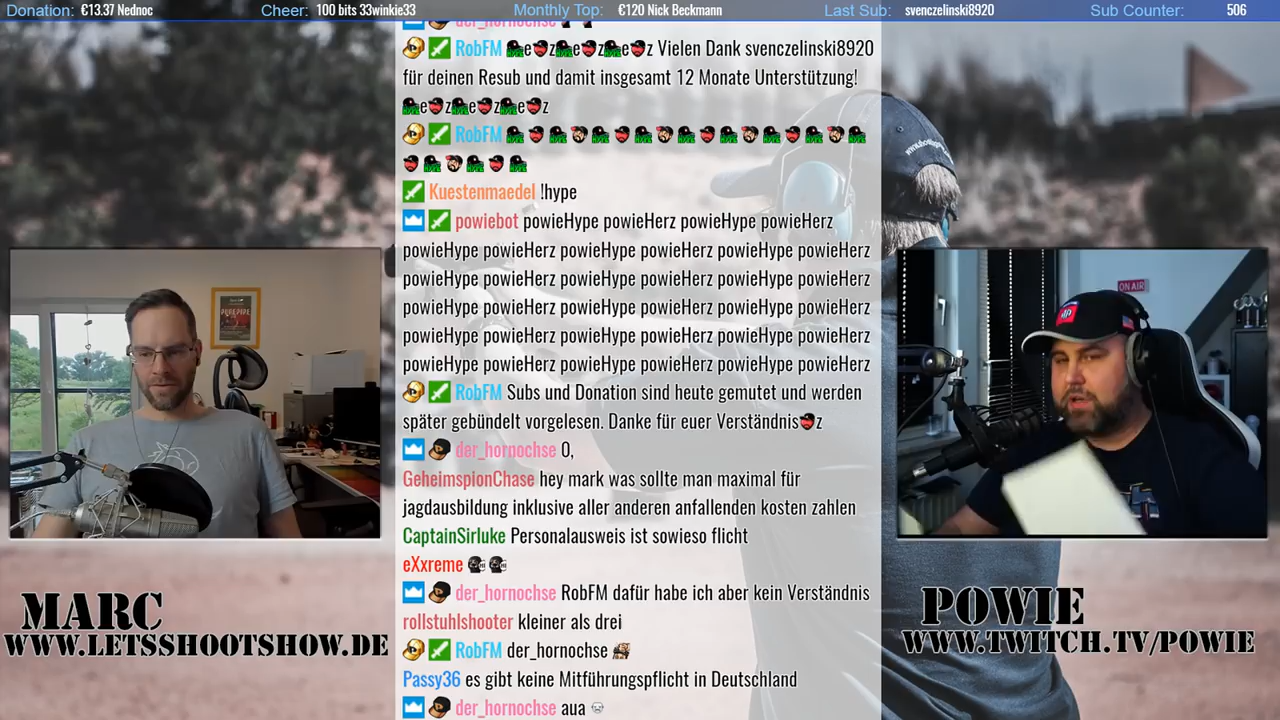 Donation: €13.37 Nednoc Cheer: 100 bits 33winkie33 Monthly Top: €120 Nick Beckmann Last Sub: svenczelinski8920 Sub Counter: 506
der_hornochse
RobFM e z e z e z Vielen Dank svenczelinski8920
für deinen Resub und damit insgesamt 12 Monate Unterstützung!
e z e z e z
RobFM
Kuestenmaedel !hype
powiebot powieHype powieHerz powieHype powieHerz
powieHype powieHerz powieHype powieHerz powieHype powieHerz
powieHype powieHerz powieHype powieHerz powieHype powieHerz
powieHype powieHerz powieHype powieHerz powieHype powieHerz
powieHype powieHerz powieHype powieHerz powieHype powieHerz
powieHype powieHerz powieHype powieHerz powieHype powieHerz
RobFM Subs und Donation sind heute gemutet und werden
später gebündelt vorgelesen. Danke für euer Verständnis z
der_hornochse O,
GeheimspionChase hey mark was sollte man maximal für
jagdausbildung inklusive aller anderen anfallenden kosten zahlen
CaptainSirluke Personalausweis ist sowieso flicht
eXxreme
der_hornochse RobFM dafür habe ich aber kein Verständnis
rollstuhlshooter kleiner als drei
RobFM der_hornochse
Passy36 es gibt keine Mitführungspflicht in Deutschland
der_hornochse aua
ON AIR
MARC
WWW.LETSSHOOTSHOW.DE
POWIE
WWW.TWITCH.TV/POWIE